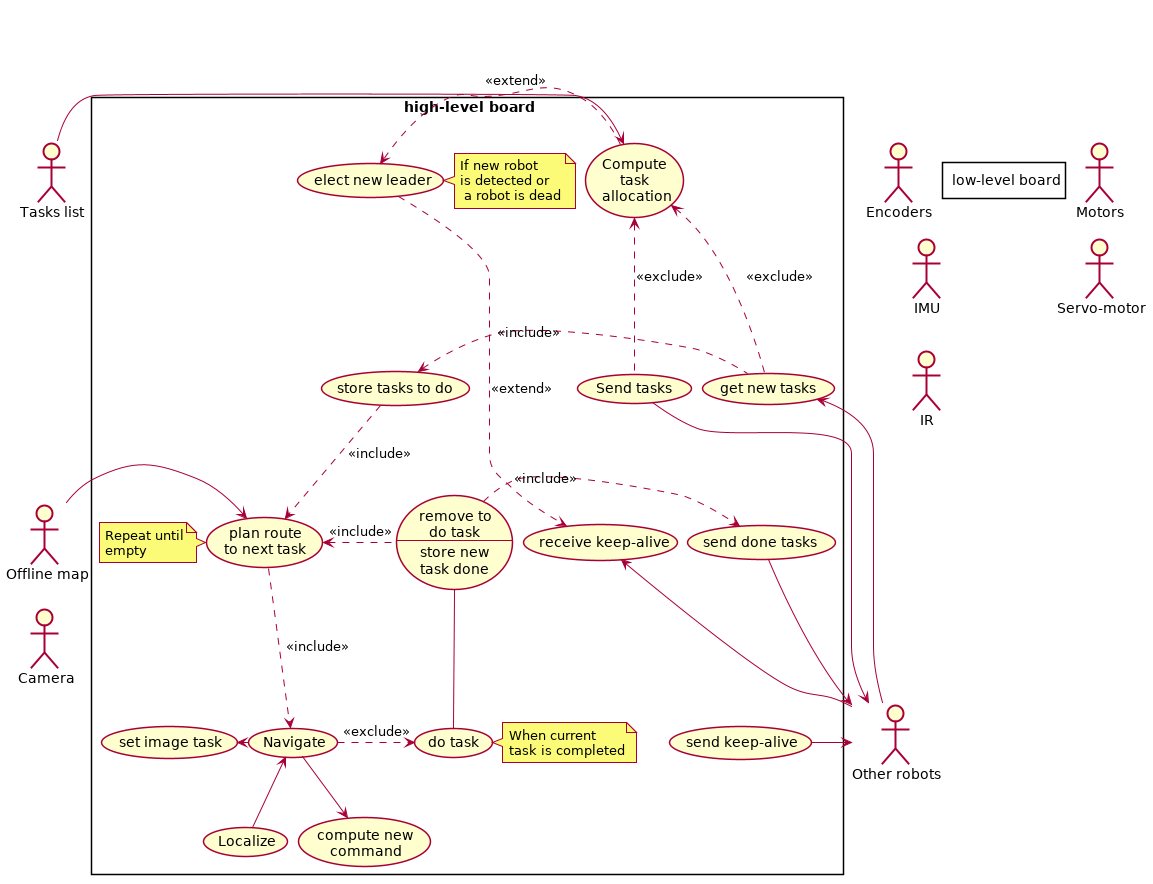 «extend»
high-level board
Tasks list
elect new leader
If new robot
is detected or
a robot is dead
Compute
task
allocation
Encoders
low-level board
Motors
«exclude»
«exclude»
IMU
Servo-motor
«include»
store tasks to do
«extend»
Send tasks
get new tasks
IR
«include»
«include»
Offline map
Repeat until
empty
plan route
to next task
«include»
remove to
do task
store new
task done
receive keep-alive
send done tasks
«include»
Camera
set image task
Navigate
«exclude»
do task
When current
task is completed
send keep-alive
Other robots
Localize
compute new
command